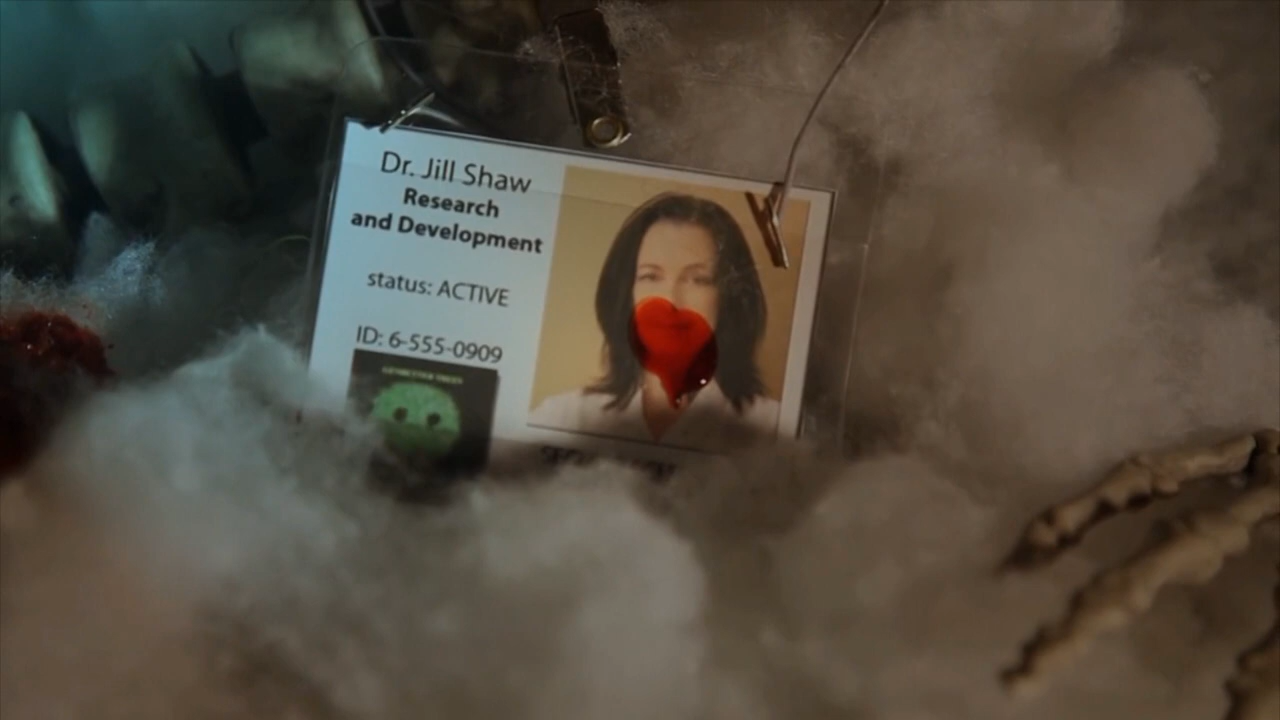 Dr. Jill Shaw
Research
and Development
status: ACTIVE
ID: 6-555-0909